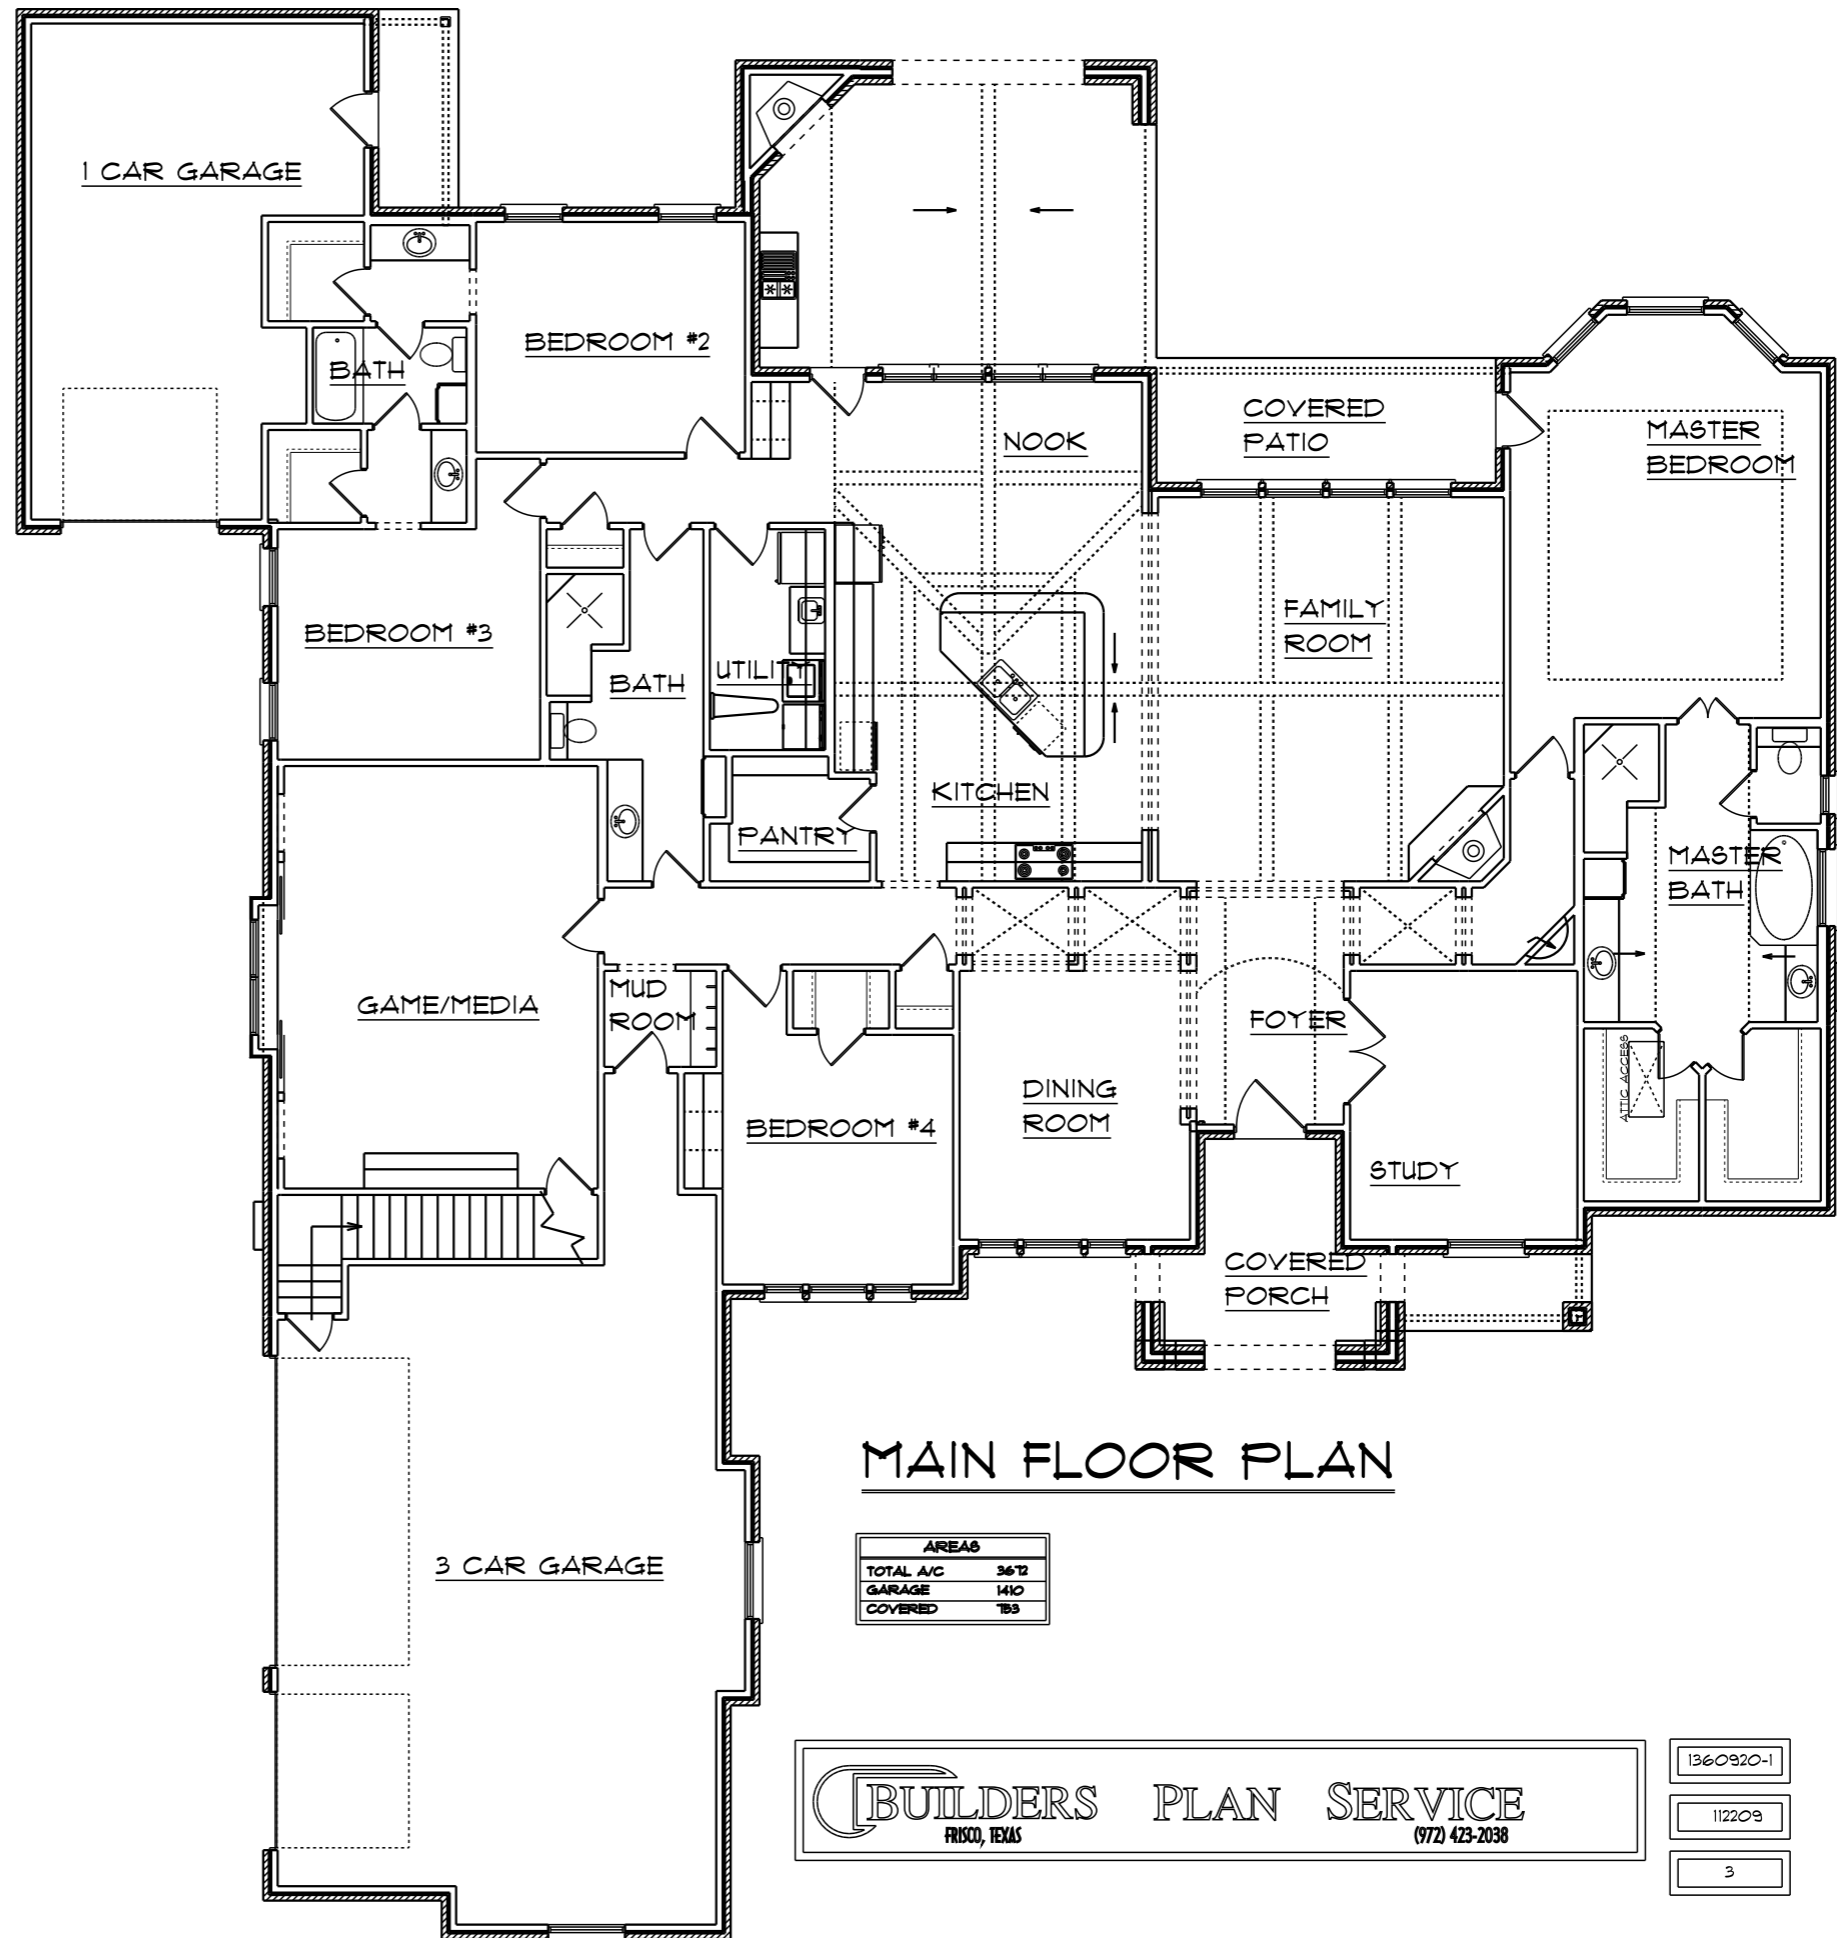 1 CAR GARAGE
BEDROOM #2
BATH
COVERED
PATIO
NOOK
MASTER
BEDROOM
BEDROOM #3
FAMILY
ROOM
BATH
UTILITY
KITCHEN
PANTRY
MASTER
BATH
GAME/MEDIA
MUD
ROOM
FOYER
ATTIC ACCESS
DINING
ROOM
BEDROOM #4
STUDY
COVERED
PORCH
MAIN FLOOR PLAN
AREAS
TOTAL A/C 3672
GARAGE 1410
COVERED 753
3 CAR GARAGE
BUILDERS PLAN SERVICE
FRISCO, TEXAS (972) 423-2038
1360920-1
112209
3